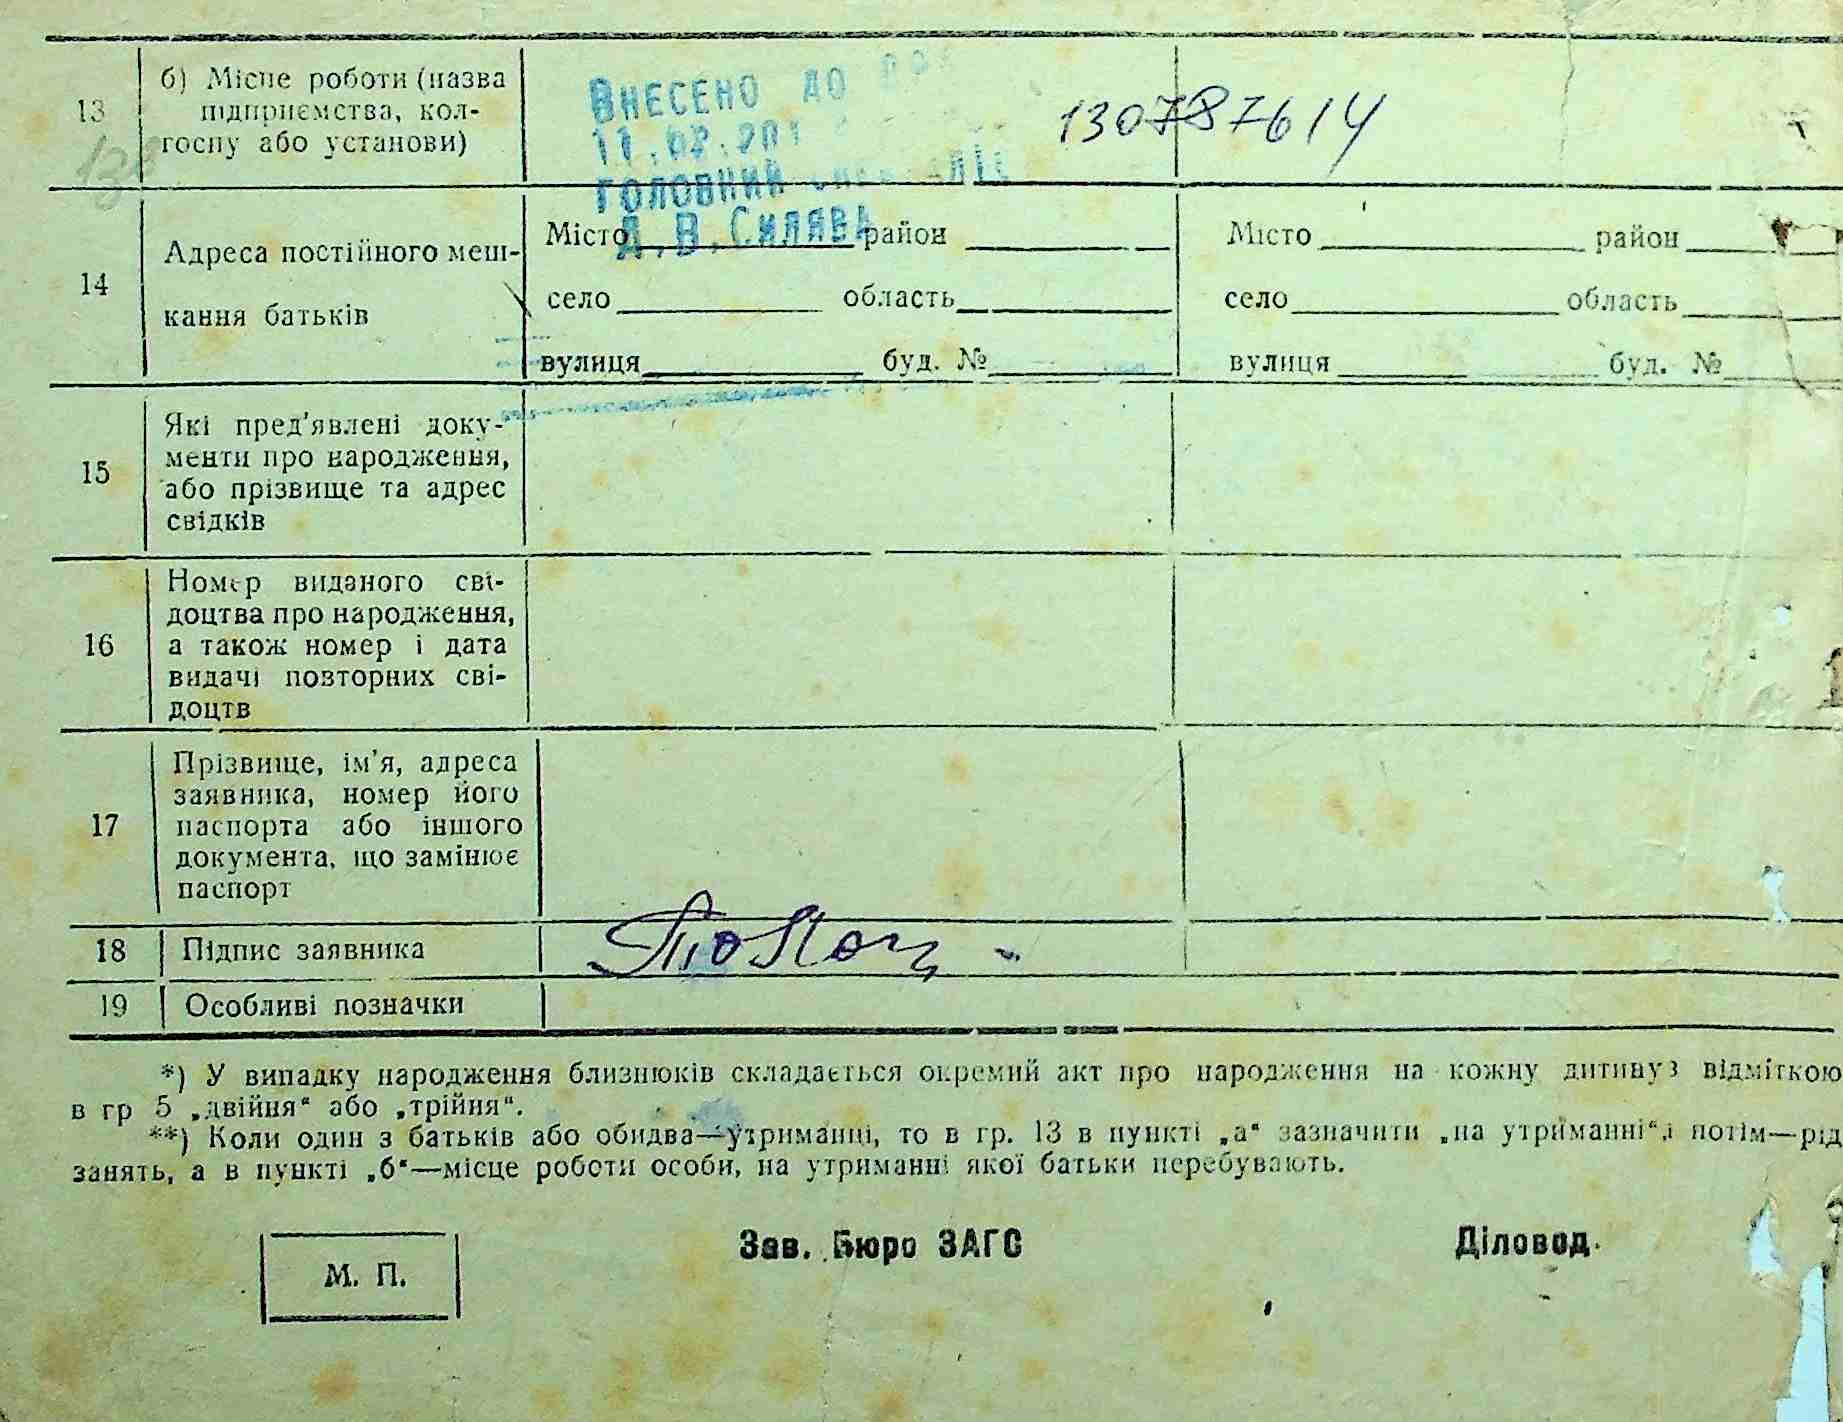 13
б) Місце роботи (назва
підприємства, кол-
госпу або установи)
ВНЕСЕНО ДО
ГОЛОВНИЙ
Д.В. СИЛЯВА
130787614
14
Адреса постійного меш-
кання батьків
Місто район
село область
вулиця буд. №
Місто район
село область
вулиця буд. №
15
Які пред'явлені доку-
менти про народження,
або прізвище та адрес
свідків
16
Номер виданого сві-
доцтва про народження,
а також номер і дата
видачі повторних сві-
доцтв
17
Прізвище, ім'я, адреса
заявника, номер його
паспорта або іншого
документа, що замінює
паспорт
18 Підпис заявника
19 Особливі позначки
*) У випадку народження близнюків складається окремий акт про народження на кожну дитину з відміткою
в гр 5 „двійня“ або „трійня“.
**) Коли один з батьків або обидва—утриманці, то в гр. 13 в пункті „а“ зазначити „на утриманні“, і потім—рід
занять, а в пункті „б“—місце роботи особи, на утриманні якої батьки перебувають.
М. П.
Зав. Бюро ЗАГС
Діловод.